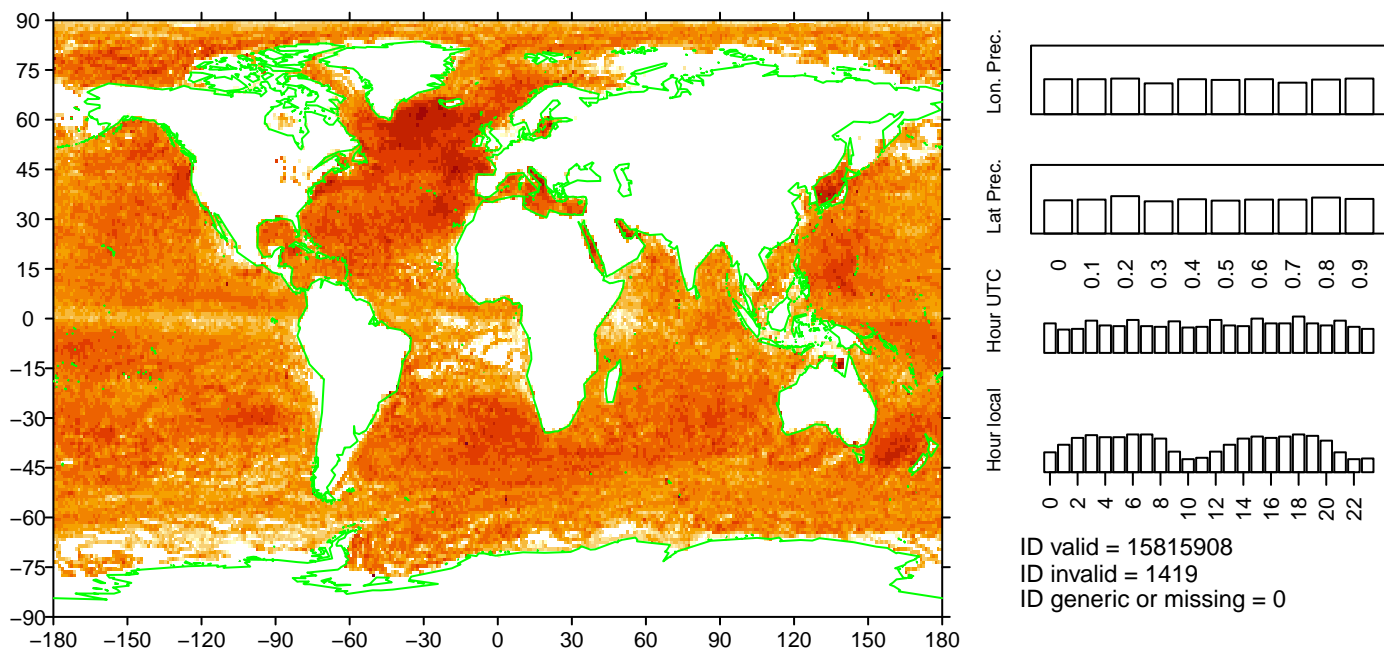 90
75
60
45
30
15
0
−15
−30
−45
−60
−75
−90
−180 −150 −120 −90 −60 −30 0 30 60 90 120 150 180
Lon. Prec.
Lat Prec.
0 0.1 0.2 0.3 0.4 0.5 0.6 0.7 0.8 0.9
Hour UTC
Hour local
0 2 4 6 8 10 12 14 16 18 20 22
ID valid = 15815908
ID invalid = 1419
ID generic or missing = 0